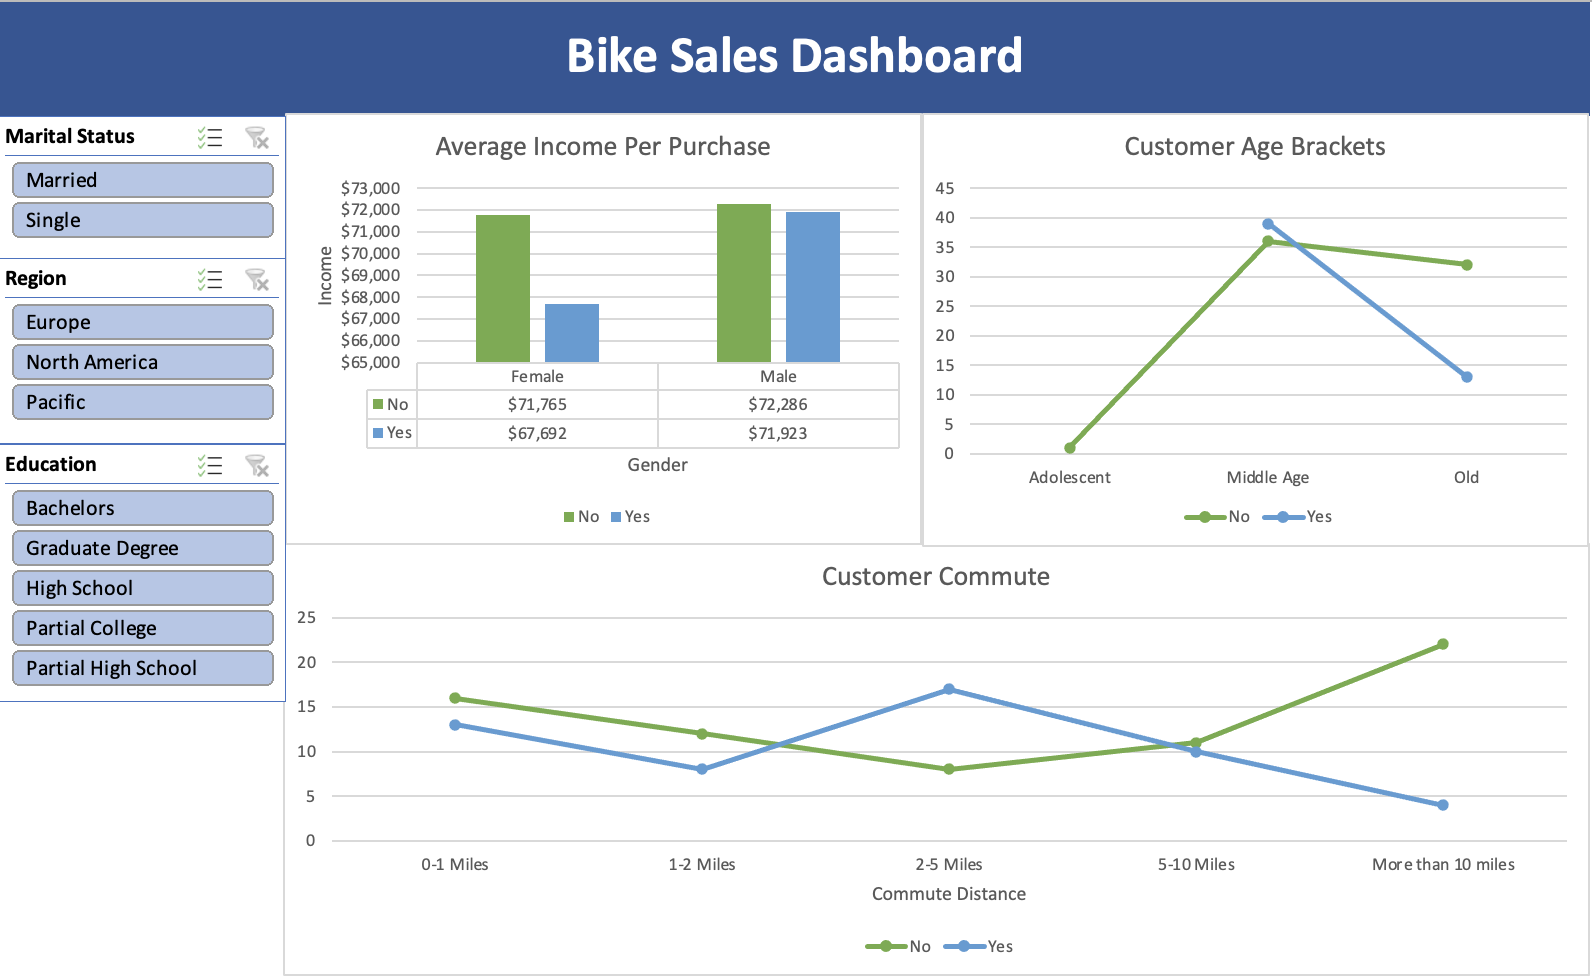 Bike Sales Dashboard
Marital Status
Married
Single
Region
Europe
North America
Pacific
Education
Bachelors
Graduate Degree
High School
Partial College
Partial High School
Average Income Per Purchase
Income
$73,000
$72,000
$71,000
$70,000
$69,000
$68,000
$67,000
$66,000
$65,000
Female Male
No $71,765 $72,286
Yes $67,692 $71,923
Gender
No Yes
Customer Age Brackets
45
40
35
30
25
20
15
10
5
0
Adolescent Middle Age Old
No Yes
Customer Commute
25
20
15
10
5
0
0-1 Miles 1-2 Miles 2-5 Miles 5-10 Miles More than 10 miles
Commute Distance
No Yes